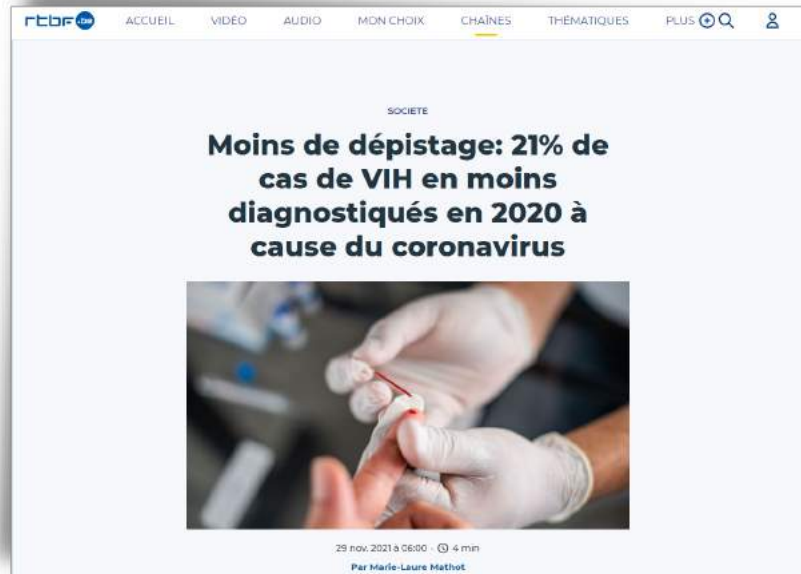 rtbf.be ACCUEIL VIDÉO AUDIO MON CHOIX CHAÎNES THÉMATIQUES PLUS
SOCIETE
Moins de dépistage: 21% de
cas de VIH en moins
diagnostiqués en 2020 à
cause du coronavirus
29 nov. 2021 à 06:00 - 4 min
Par Marie-Laure Mathot